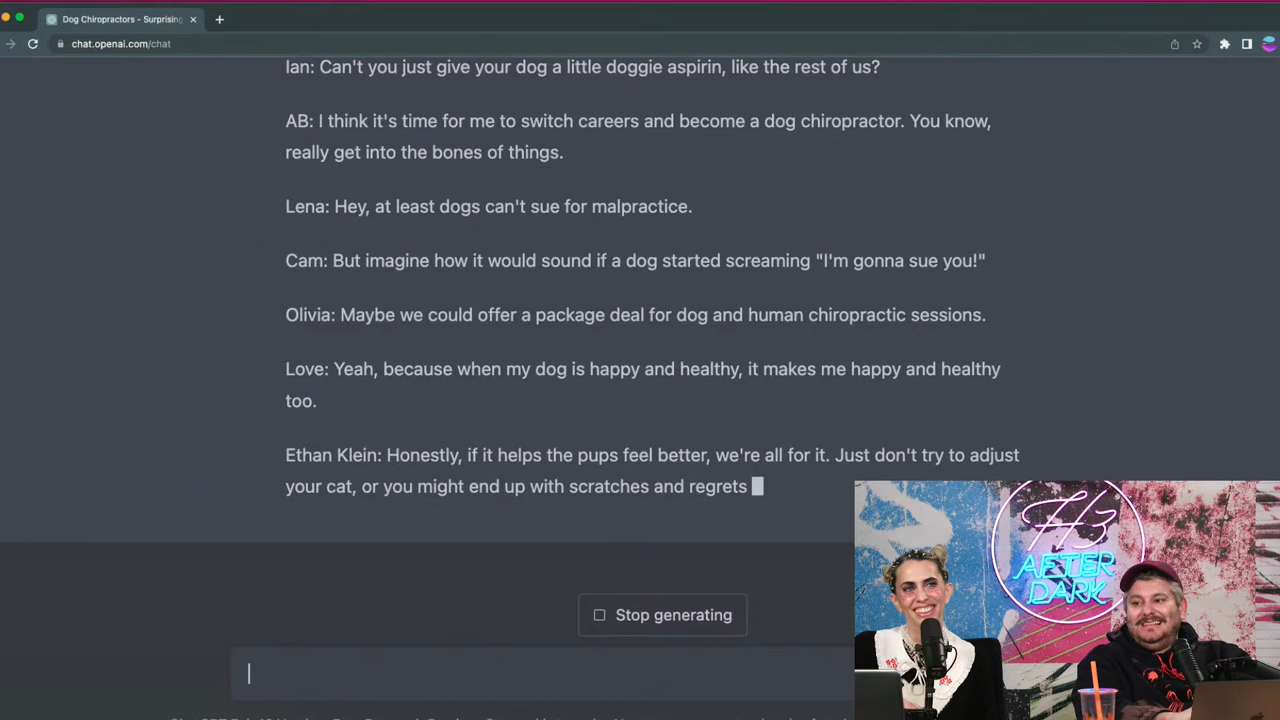 Dog Chiropractors - Surprising
chat.openai.com/chat
Ian: Can't you just give your dog a little doggie aspirin, like the rest of us?
AB: I think it's time for me to switch careers and become a dog chiropractor. You know,
really get into the bones of things.
Lena: Hey, at least dogs can't sue for malpractice.
Cam: But imagine how it would sound if a dog started screaming "I'm gonna sue you!"
Olivia: Maybe we could offer a package deal for dog and human chiropractic sessions.
Love: Yeah, because when my dog is happy and healthy, it makes me happy and healthy
too.
Ethan Klein: Honestly, if it helps the pups feel better, we're all for it. Just don't try to adjust
your cat, or you might end up with scratches and regrets
Stop generating
H3
AFTER
DARK